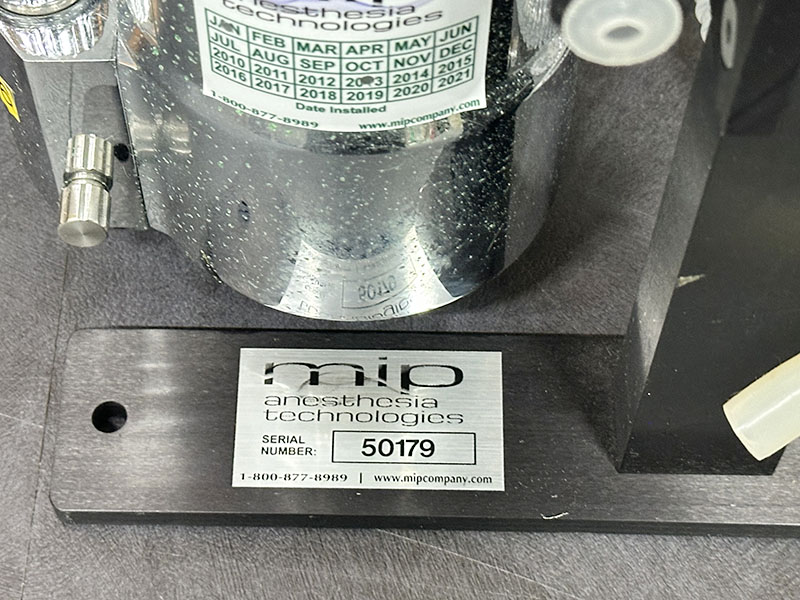 anesthesia
technologies
JAN FEB MAR APR MAY JUN
JUL AUG SEP OCT NOV DEC
2010 2011 2012 2013 2014 2015
2016 2017 2018 2019 2020 2021
Date Installed
1-800-877-8989 www.mipcompany.com
mip
anesthesia
technologies
SERIAL
NUMBER: 50179
1-800-877-8989 | www.mipcompany.com